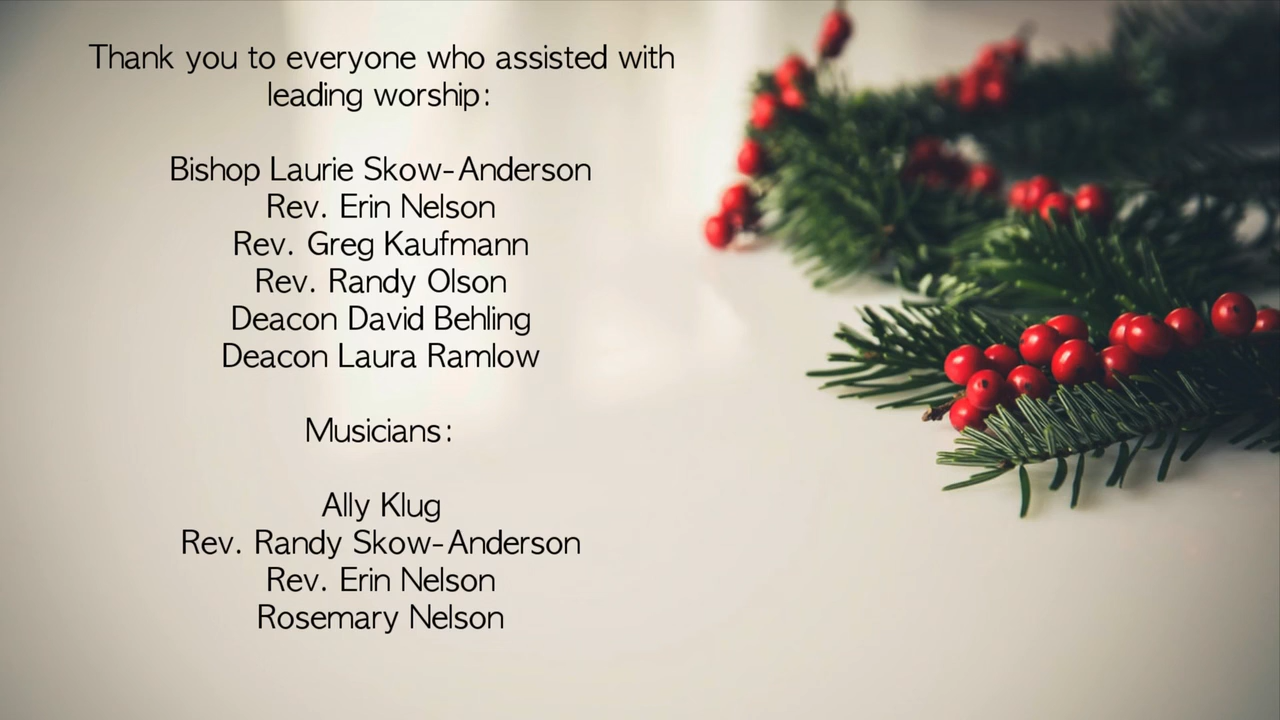 Thank you to everyone who assisted with
leading worship:
Bishop Laurie Skow-Anderson
Rev. Erin Nelson
Rev. Greg Kaufmann
Rev. Randy Olson
Deacon David Behling
Deacon Laura Ramlow
Musicians:
Ally Klug
Rev. Randy Skow-Anderson
Rev. Erin Nelson
Rosemary Nelson